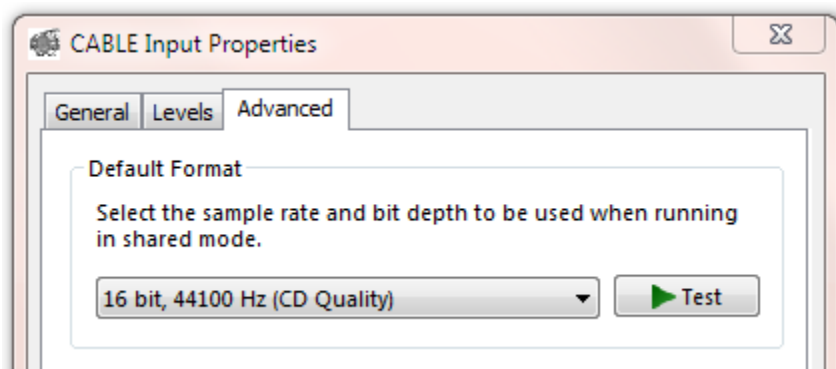 CABLE Input Properties
General Levels Advanced
Default Format
Select the sample rate and bit depth to be used when running
in shared mode.
16 bit, 44100 Hz (CD Quality)
Test